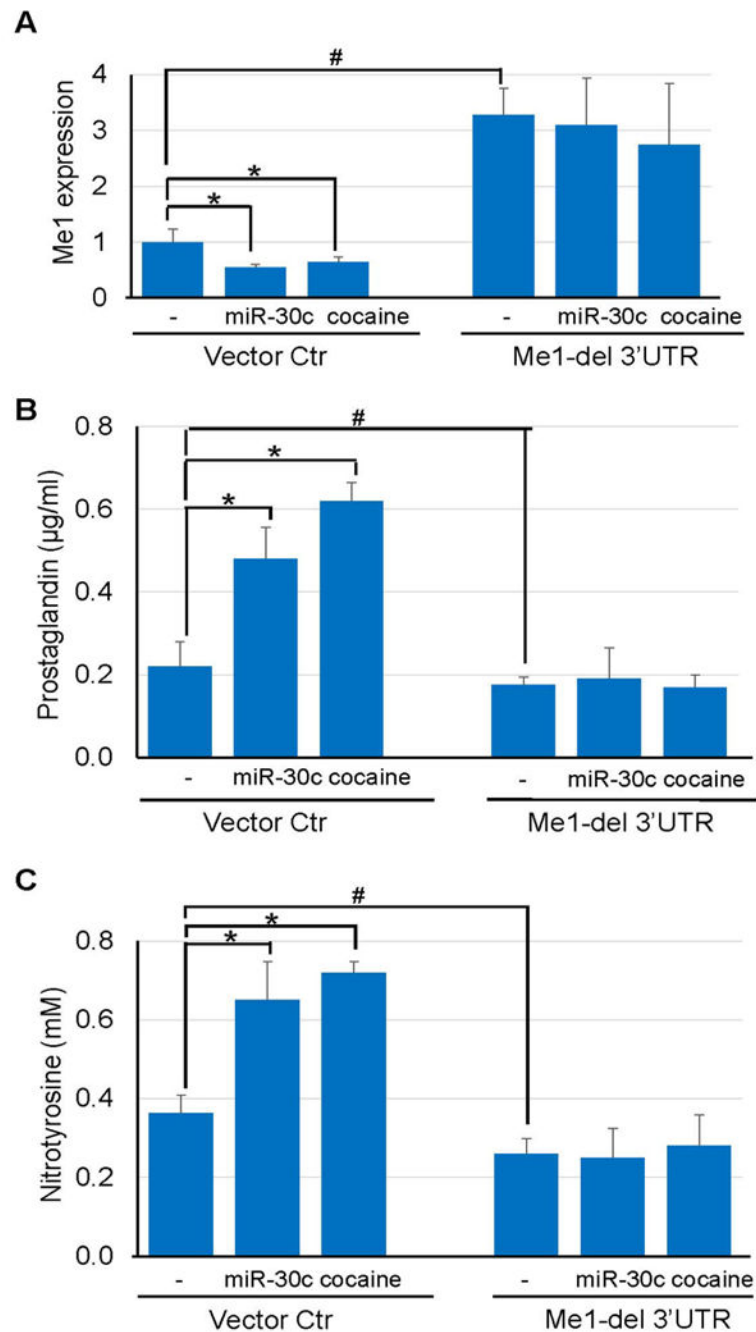 A
#
4
3
2
1
0
Me1 expression
*
*
- miR-30c cocaine - miR-30c cocaine
Vector Ctr Me1-del 3'UTR
B
#
0.8
0.6
0.4
0.2
0.0
Prostaglandin (µg/ml)
*
*
- miR-30c cocaine - miR-30c cocaine
Vector Ctr Me1-del 3'UTR
C
#
0.8
0.6
0.4
0.2
0.0
Nitrotyrosine (mM)
*
*
- miR-30c cocaine - miR-30c cocaine
Vector Ctr Me1-del 3'UTR